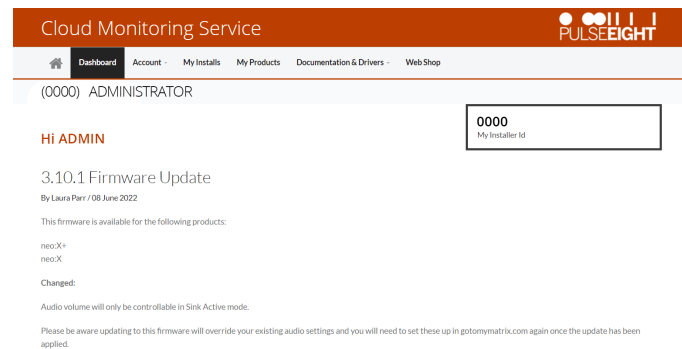 Cloud Monitoring Service
PULSEEIGHT
Dashboard Account My Installs My Products Documentation & Drivers Web Shop
(0000) ADMINISTRATOR
0000
My Installer Id
Hi ADMIN
3.10.1 Firmware Update
By Laura Parr / 08 June 2022
This firmware is available for the following products:
neo:X+
neo:X
Changed:
Audio volume will only be controllable in Sink Active mode.
Please be aware updating to this firmware will override your existing audio settings and you will need to set these up in gotomymatrix.com again once the update has been
applied.